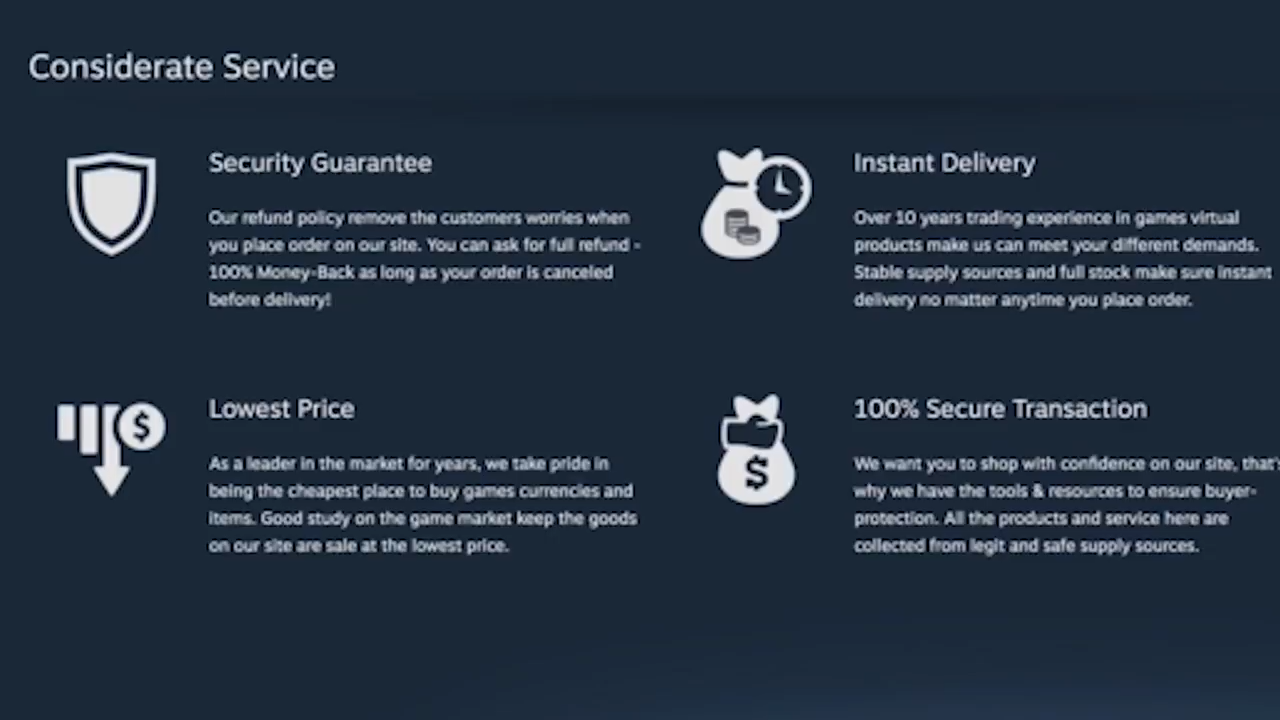 Considerate Service
Security Guarantee
Our refund policy remove the customers worries when
you place order on our site. You can ask for full refund -
100% Money-Back as long as your order is canceled
before delivery!
Instant Delivery
Over 10 years trading experience in games virtual
products make us can meet your different demands.
Stable supply sources and full stock make sure instant
delivery no matter anytime you place order.
Lowest Price
As a leader in the market for years, we take pride in
being the cheapest place to buy games currencies and
items. Good study on the game market keep the goods
on our site are sale at the lowest price.
100% Secure Transaction
We want you to shop with confidence on our site, that's
why we have the tools & resources to ensure buyer-
protection. All the products and service here are
collected from legit and safe supply sources.